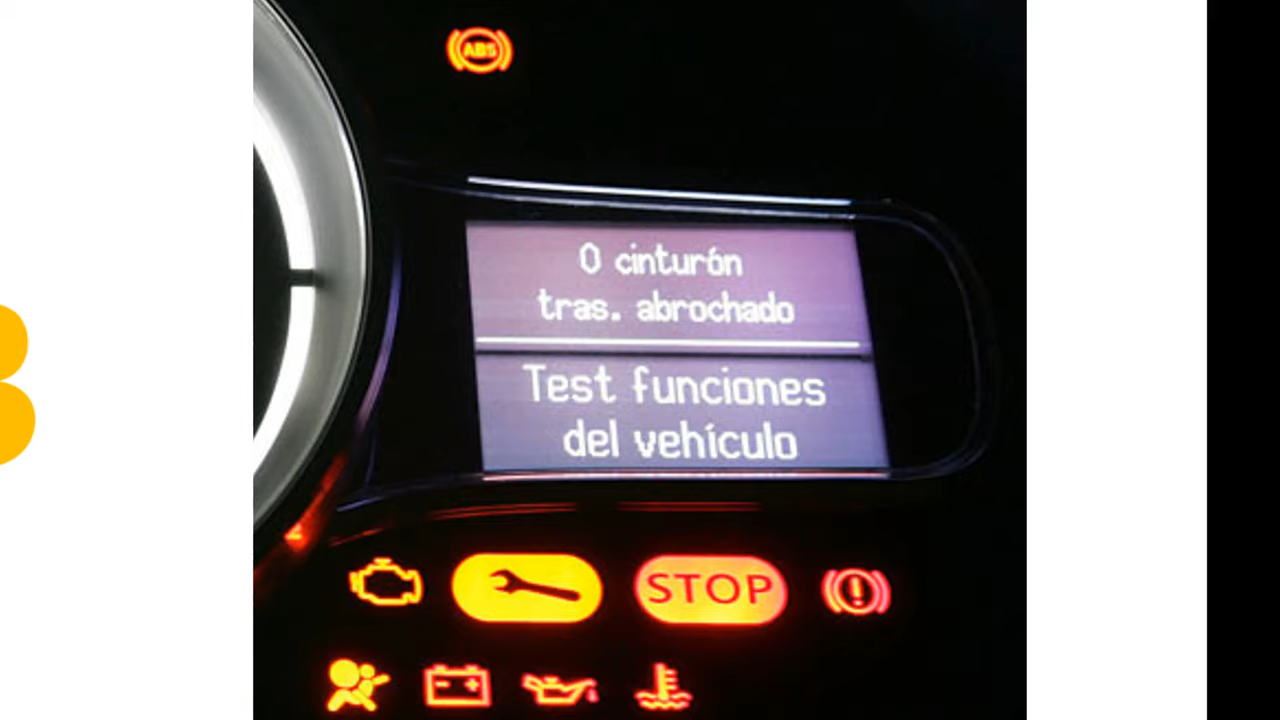 ABS
0 cinturón
tras. abrochado
Test funciones
del vehículo
STOP